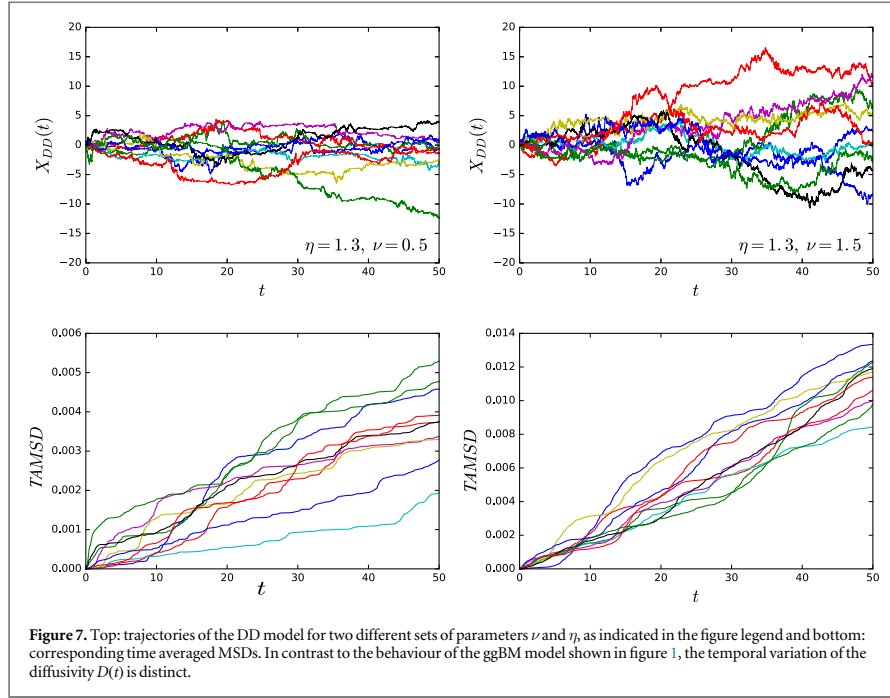 20
15
10
5
0
−5
−10
−15
−20
X_DD(t)
η = 1.3, ν = 0.5
0 10 20 30 40 50
t
20
15
10
5
0
−5
−10
−15
−20
X_DD(t)
η = 1.3, ν = 1.5
0 10 20 30 40 50
t
0.006
0.005
0.004
0.003
0.002
0.001
0.000
TAMSD
0 10 20 30 40 50
t
0.014
0.012
0.010
0.008
0.006
0.004
0.002
0.000
TAMSD
0 10 20 30 40 50
t
Figure 7. Top: trajectories of the DD model for two different sets of parameters ν and η, as indicated in the figure legend and bottom:
corresponding time averaged MSDs. In contrast to the behaviour of the ggBM model shown in figure 1, the temporal variation of the
diffusivity D(t) is distinct.